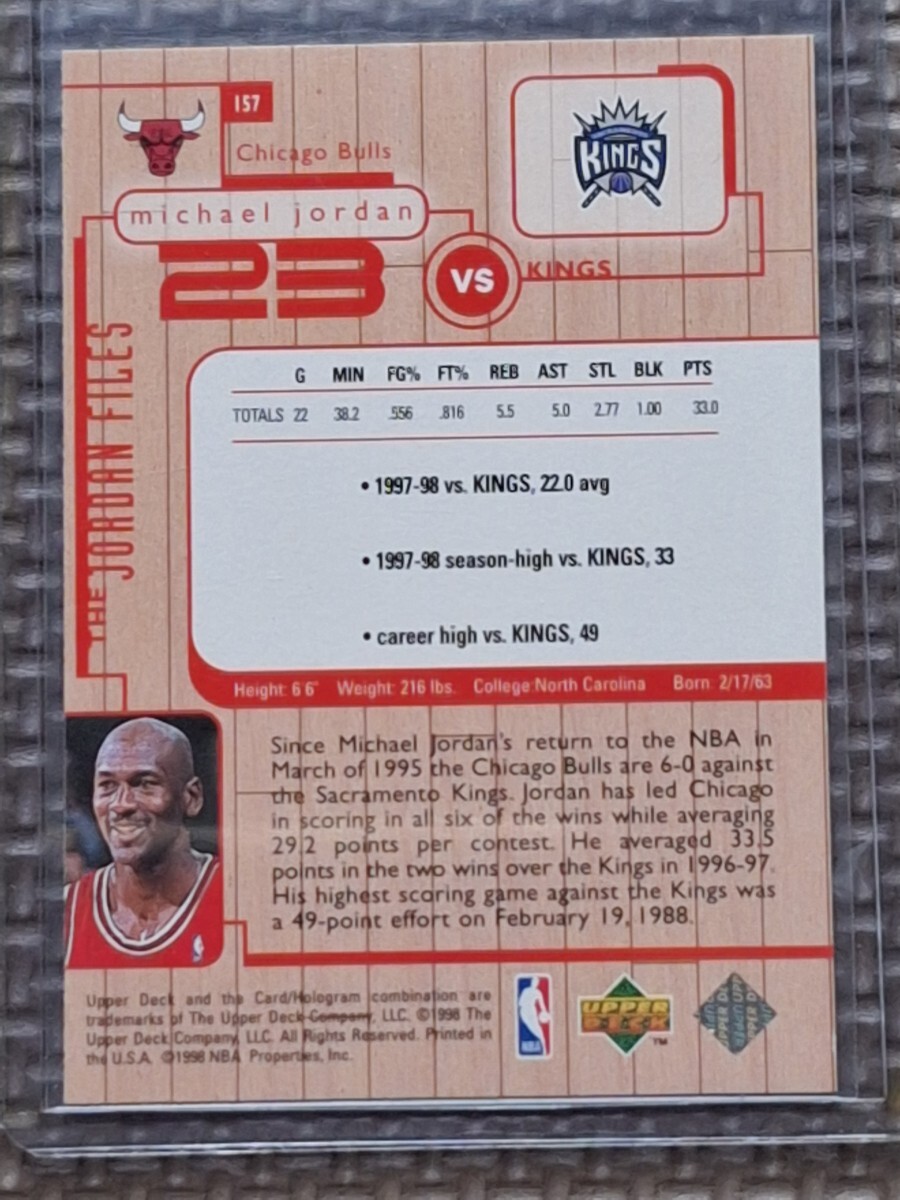 157
Chicago Bulls
KINGS
michael jordan
23
VS
KINGS
THE JORDAN FILES
G MIN FG% FT% REB AST STL BLK PTS
TOTALS 22 38.2 .556 .816 5.5 5.0 2.77 1.00 33.0
• 1997-98 vs. KINGS, 22.0 avg
• 1997-98 season-high vs. KINGS, 33
• career high vs. KINGS, 49
Height: 6'6" Weight: 216 lbs. College: North Carolina Born: 2/17/63
Since Michael Jordan's return to the NBA in
March of 1995 the Chicago Bulls are 6-0 against
the Sacramento Kings. Jordan has led Chicago
in scoring in all six of the wins while averaging
29.2 points per contest. He averaged 33.5
points in the two wins over the Kings in 1996-97.
His highest scoring game against the Kings was
a 49-point effort on February 19, 1988.
Upper Deck and the Card/Hologram combination are
trademarks of The Upper Deck Company, LLC. ©1998 The
Upper Deck Company, LLC. All Rights Reserved. Printed in
the U.S.A. ©1998 NBA Properties, Inc.
NBA
UPPER
DECK
TM